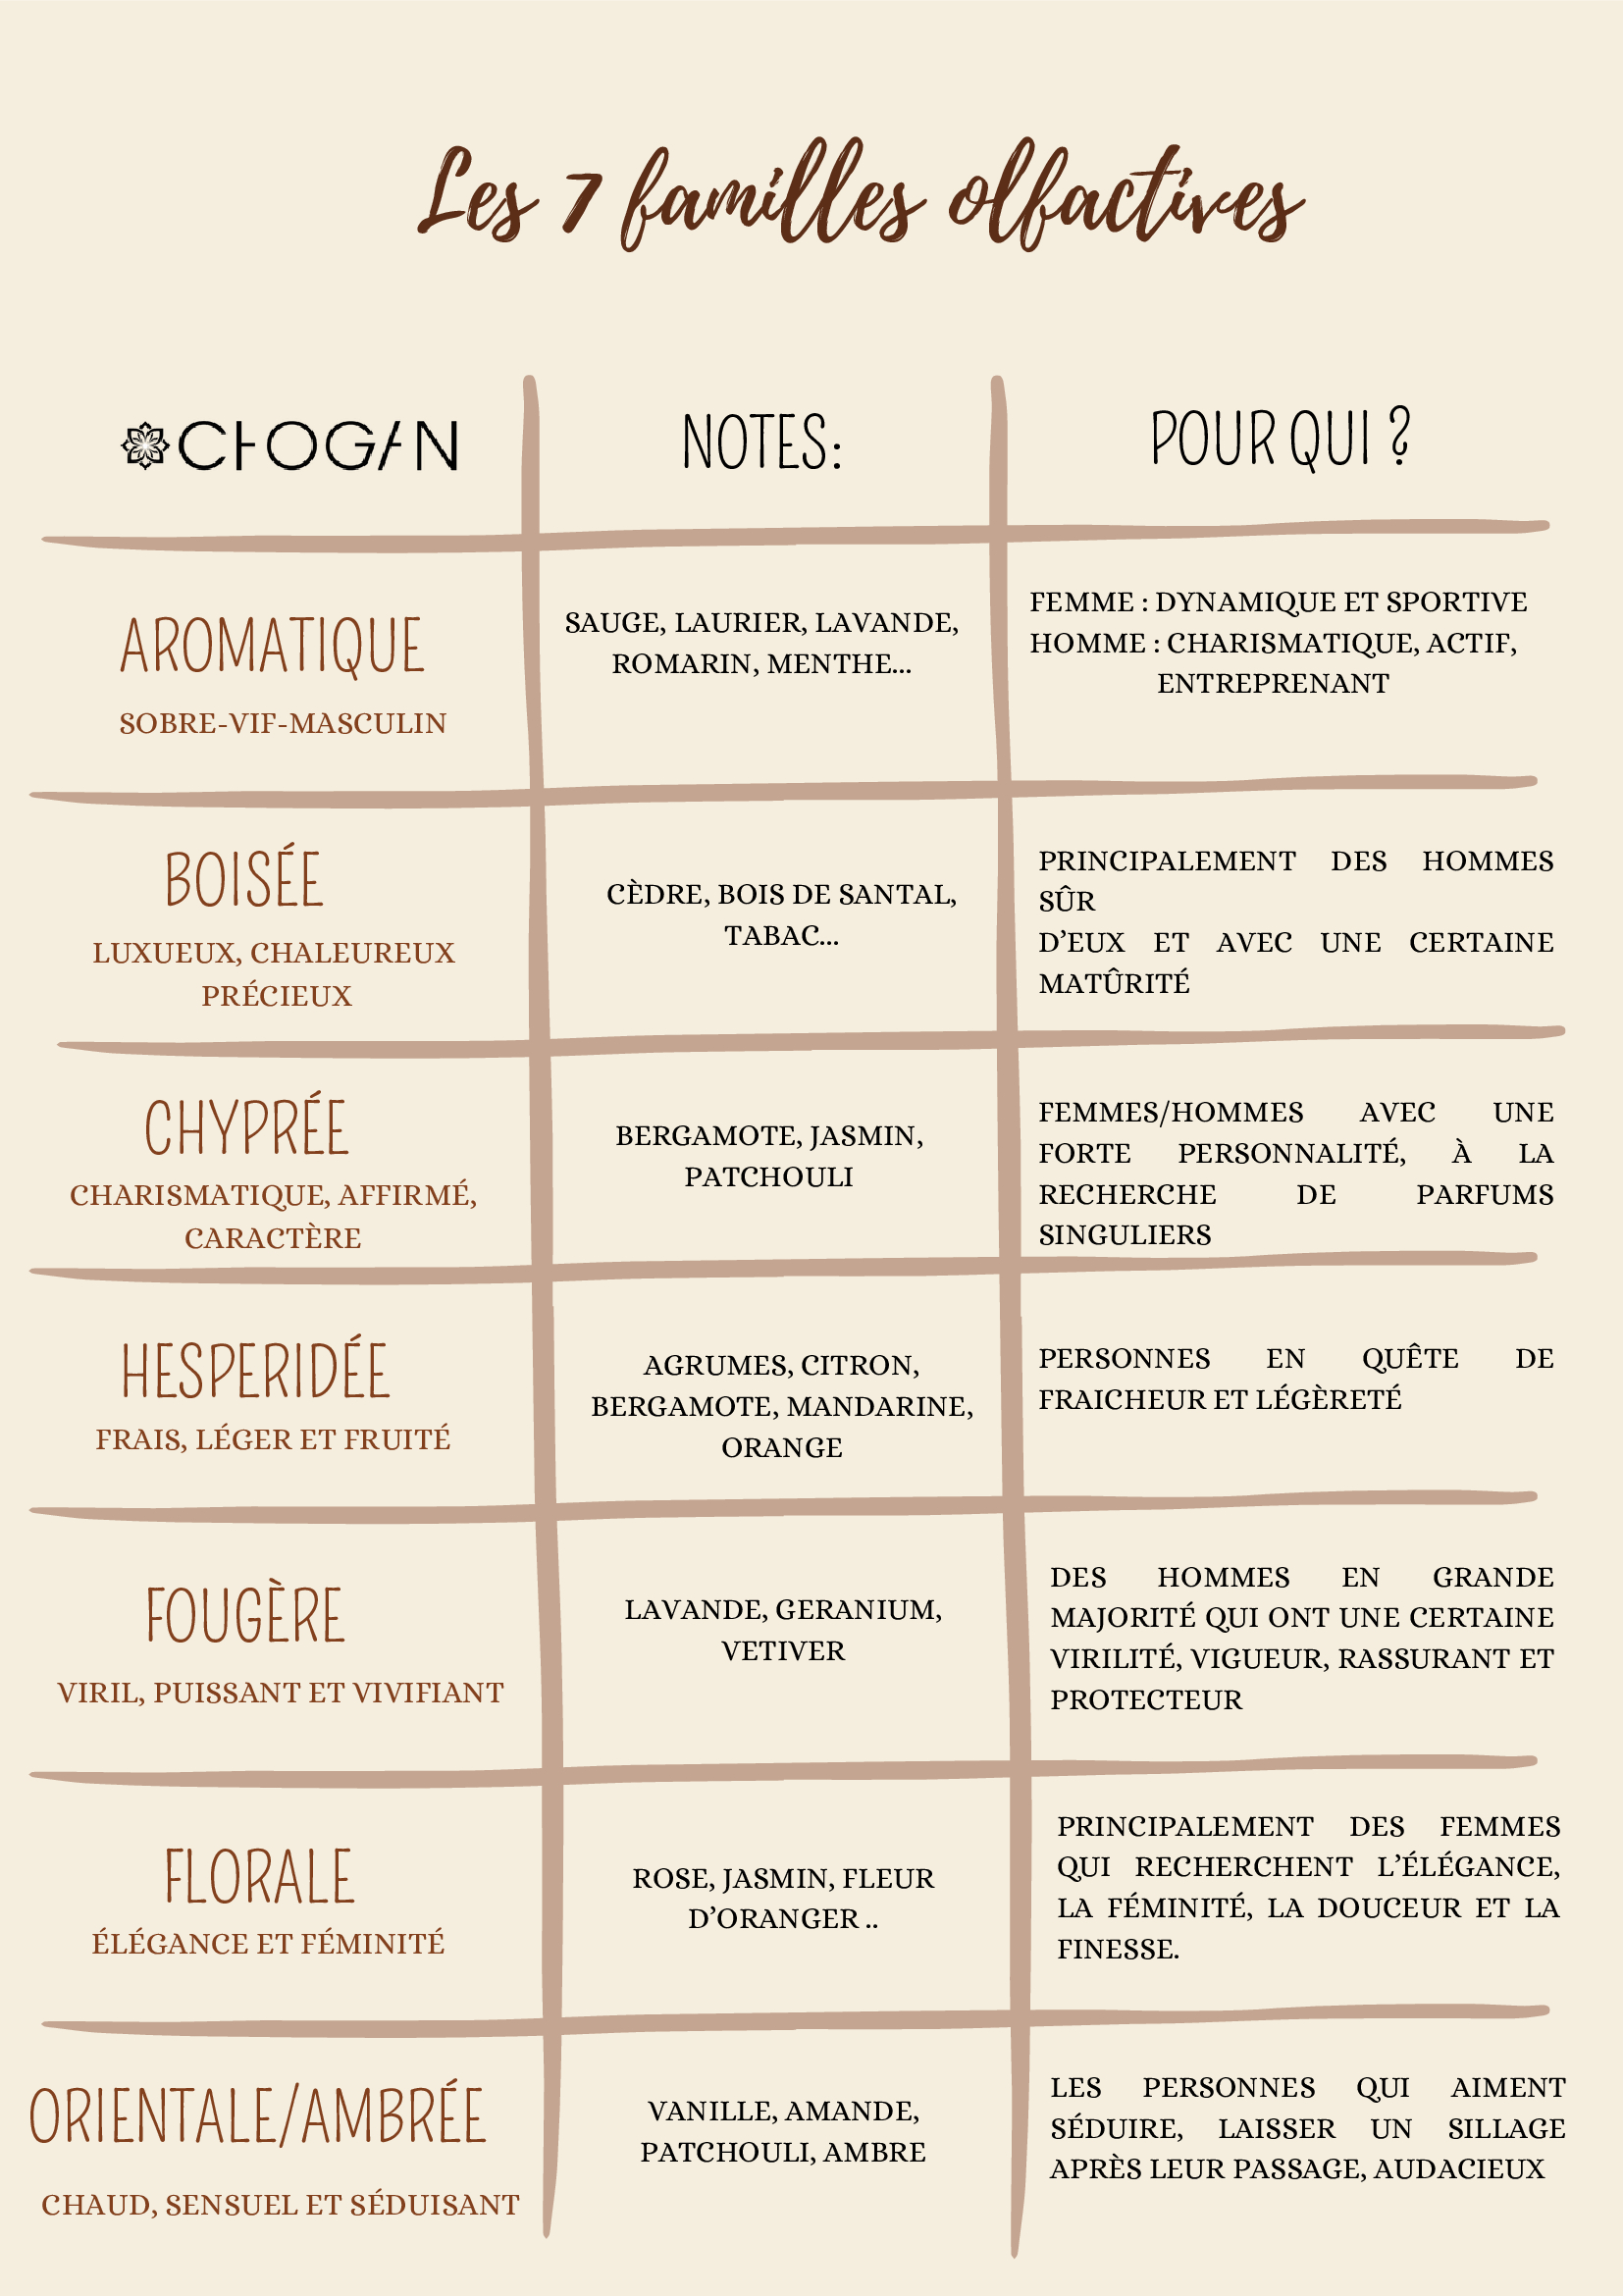 Les 7 familles olfactives
CHOGAN
NOTES:
POUR QUI ?
AROMATIQUE
SOBRE-VIF-MASCULIN
SAUGE, LAURIER, LAVANDE,
ROMARIN, MENTHE...
FEMME : DYNAMIQUE ET SPORTIVE
HOMME : CHARISMATIQUE, ACTIF,
ENTREPRENANT
BOISÉE
LUXUEUX, CHALEUREUX
PRÉCIEUX
CÈDRE, BOIS DE SANTAL,
TABAC...
PRINCIPALEMENT DES HOMMES
SÛR
D'EUX ET AVEC UNE CERTAINE
MATÛRITÉ
CHYPRÉE
CHARISMATIQUE, AFFIRMÉ,
CARACTÈRE
BERGAMOTE, JASMIN,
PATCHOULI
FEMMES/HOMMES AVEC UNE
FORTE PERSONNALITÉ, À LA
RECHERCHE DE PARFUMS
SINGULIERS
HESPERIDÉE
FRAIS, LÉGER ET FRUITÉ
AGRUMES, CITRON,
BERGAMOTE, MANDARINE,
ORANGE
PERSONNES EN QUÊTE DE
FRAICHEUR ET LÉGÈRETÉ
FOUGÈRE
VIRIL, PUISSANT ET VIVIFIANT
LAVANDE, GERANIUM,
VETIVER
DES HOMMES EN GRANDE
MAJORITÉ QUI ONT UNE CERTAINE
VIRILITÉ, VIGUEUR, RASSURANT ET
PROTECTEUR
FLORALE
ÉLÉGANCE ET FÉMINITÉ
ROSE, JASMIN, FLEUR
D'ORANGER ..
PRINCIPALEMENT DES FEMMES
QUI RECHERCHENT L'ÉLÉGANCE,
LA FÉMINITÉ, LA DOUCEUR ET LA
FINESSE.
ORIENTALE/AMBRÉE
CHAUD, SENSUEL ET SÉDUISANT
VANILLE, AMANDE,
PATCHOULI, AMBRE
LES PERSONNES QUI AIMENT
SÉDUIRE, LAISSER UN SILLAGE
APRÈS LEUR PASSAGE, AUDACIEUX